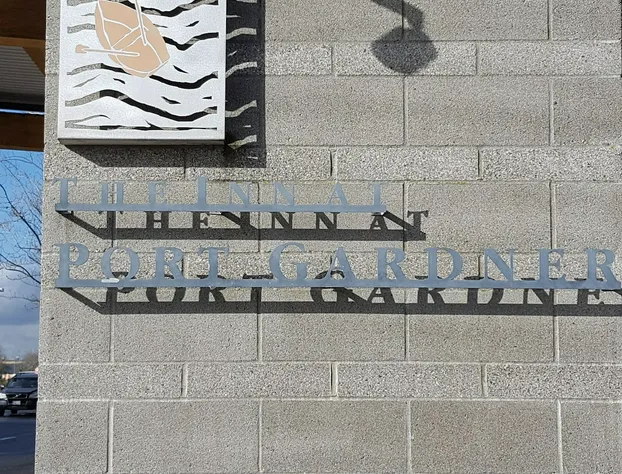 THE INN AT
PORT GARDNER